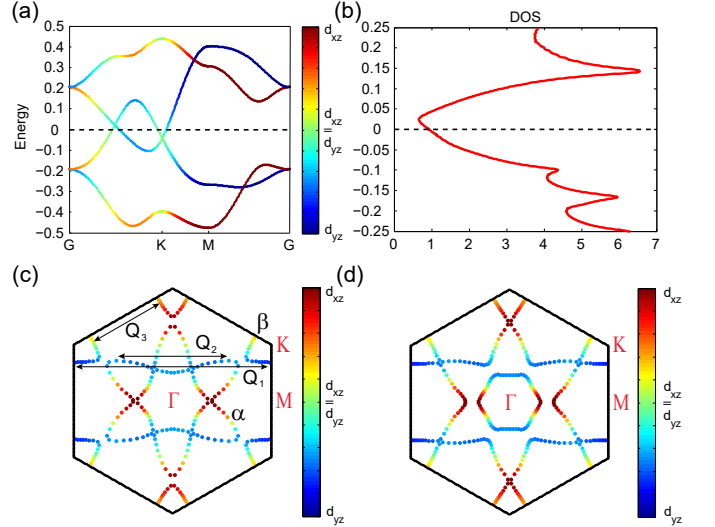 (a)
0.5
0.4
0.3
0.2
0.1
0
−0.1
−0.2
−0.3
−0.4
−0.5
Energy
G K M G
d_xz
d_xz = d_yz
d_yz
(b)
DOS
0.25
0.2
0.15
0.1
0.05
0
−0.05
−0.1
−0.15
−0.2
−0.25
0 1 2 3 4 5 6 7
(c)
β
K
Q_3
Q_2
Q_1
Γ
M
α
d_xz
d_xz = d_yz
d_yz
(d)
K
Γ
M
d_xz
d_xz = d_yz
d_yz